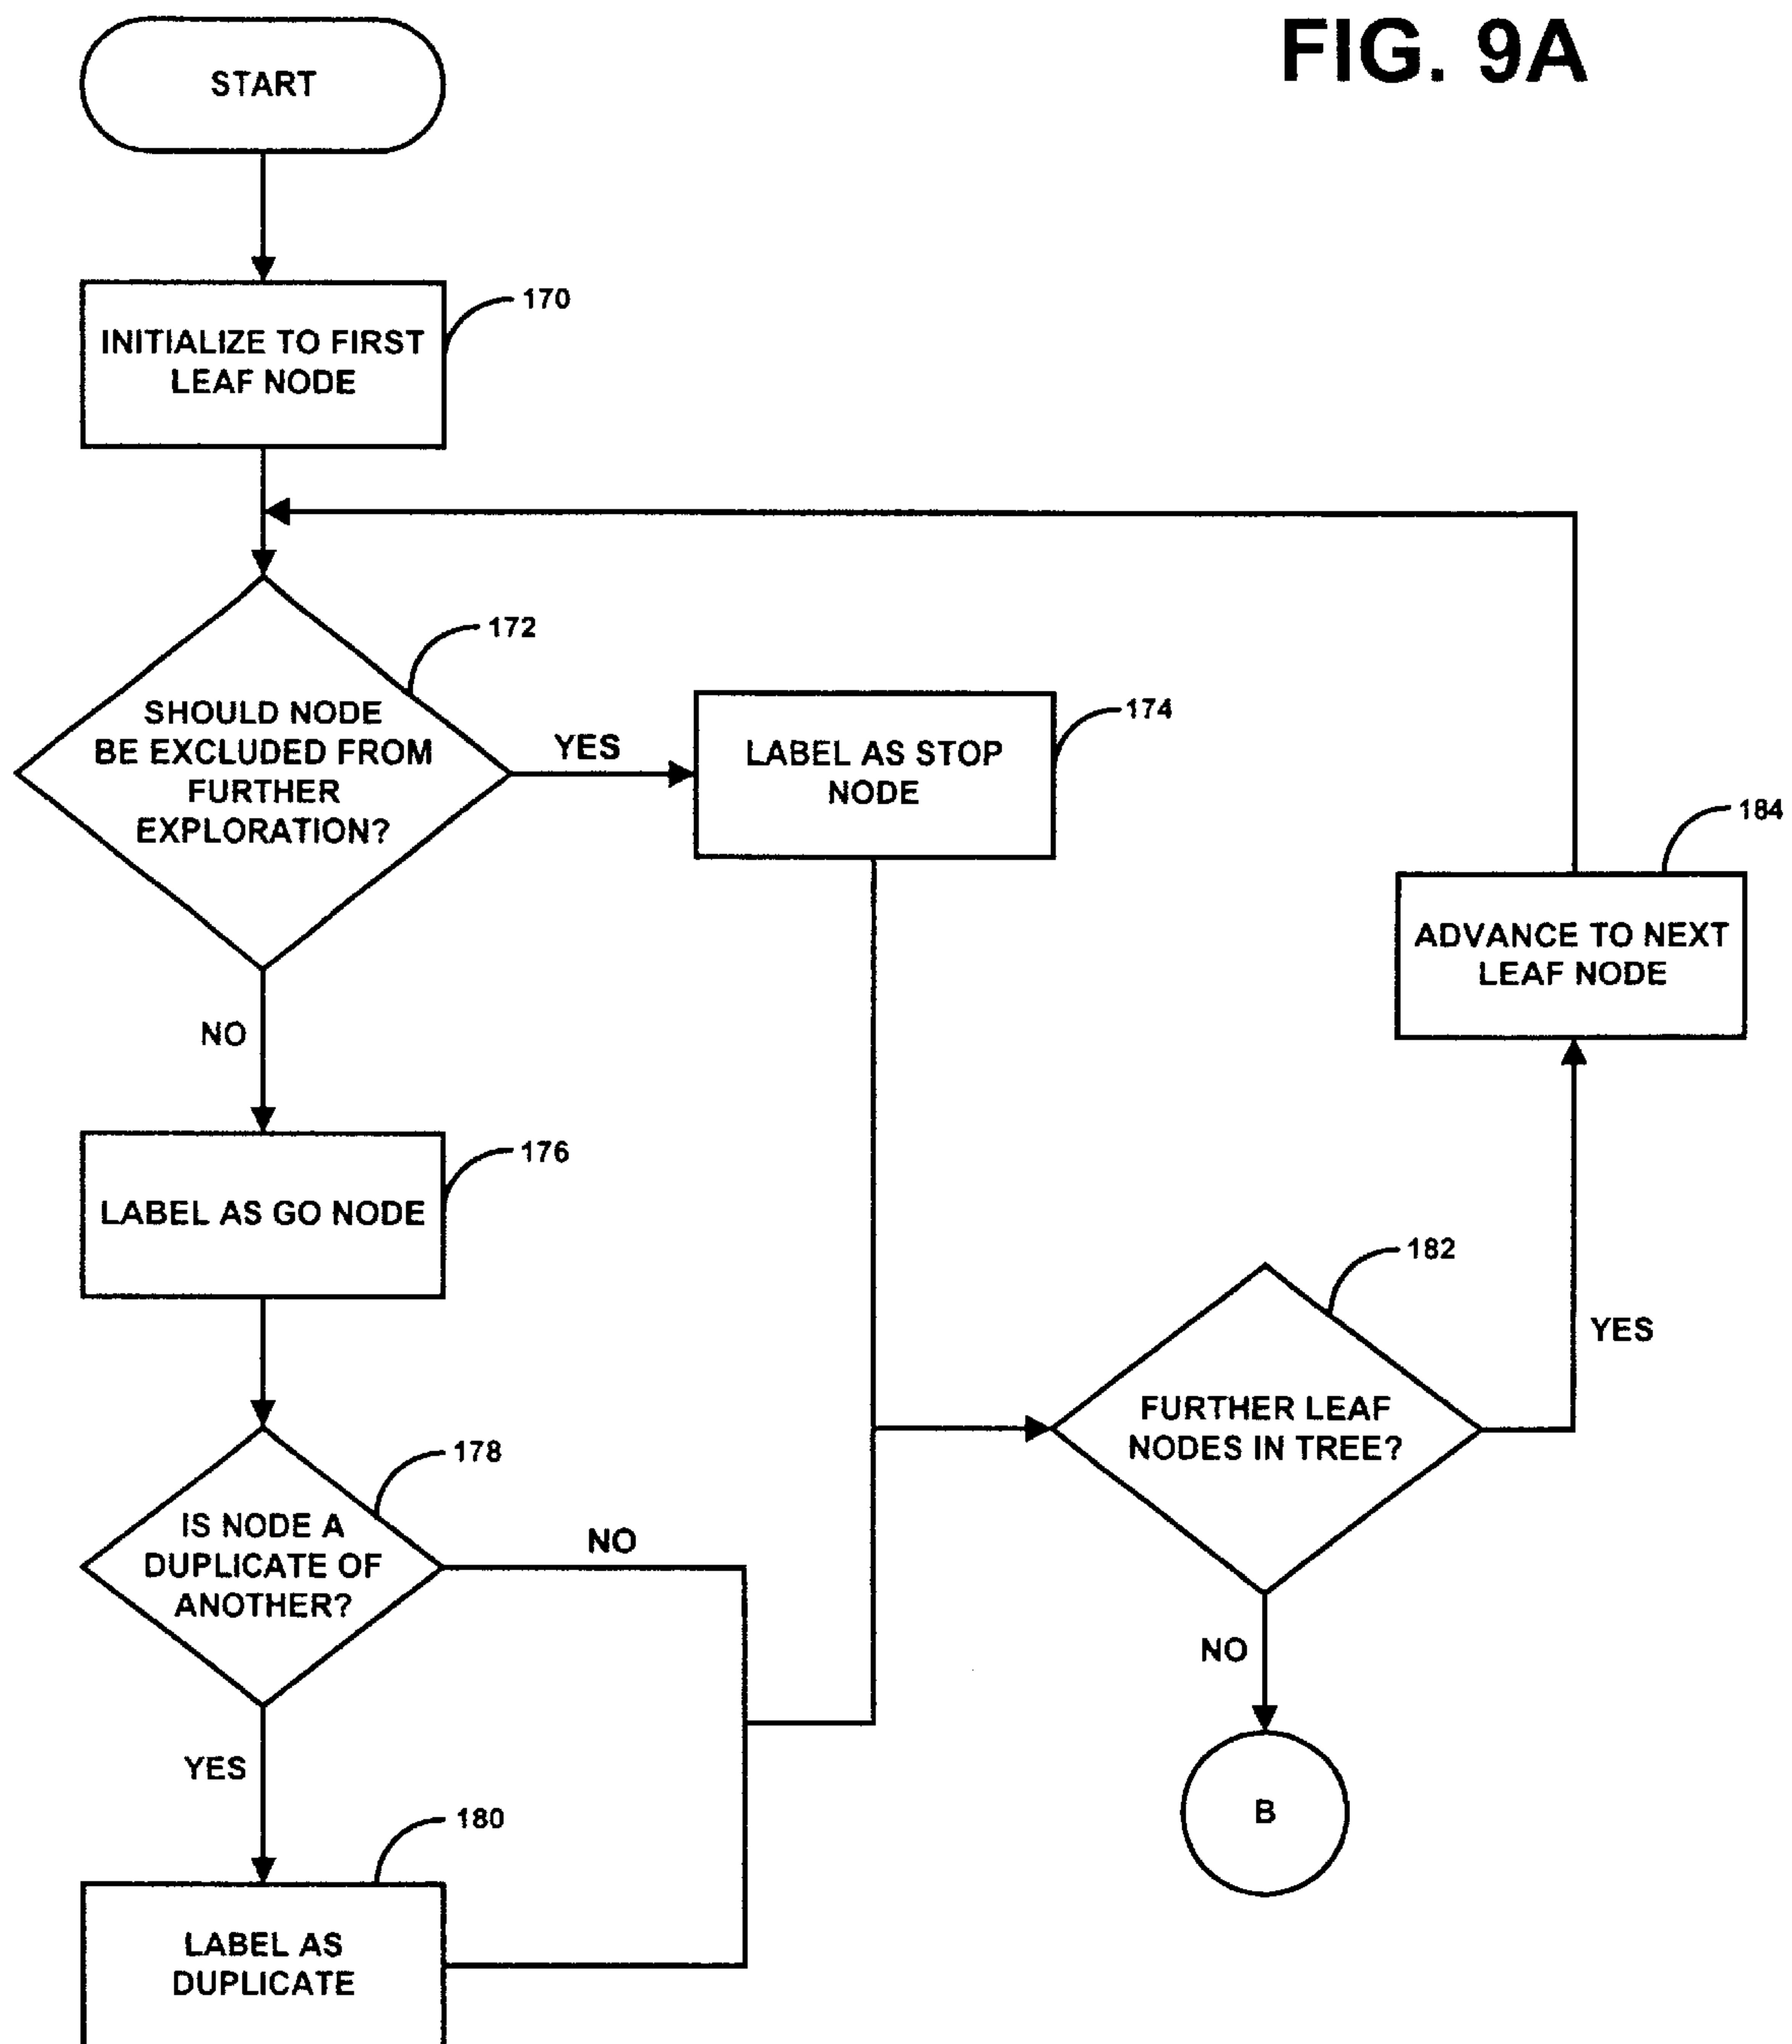 FIG. 9A
START
170
INITIALIZE TO FIRST
LEAF NODE
172
SHOULD NODE
BE EXCLUDED FROM
FURTHER
EXPLORATION?
YES
174
LABEL AS STOP
NODE
184
ADVANCE TO NEXT
LEAF NODE
NO
176
LABEL AS GO NODE
182
FURTHER LEAF
NODES IN TREE?
YES
178
IS NODE A
DUPLICATE OF
ANOTHER?
NO
NO
YES
B
180
LABEL AS
DUPLICATE